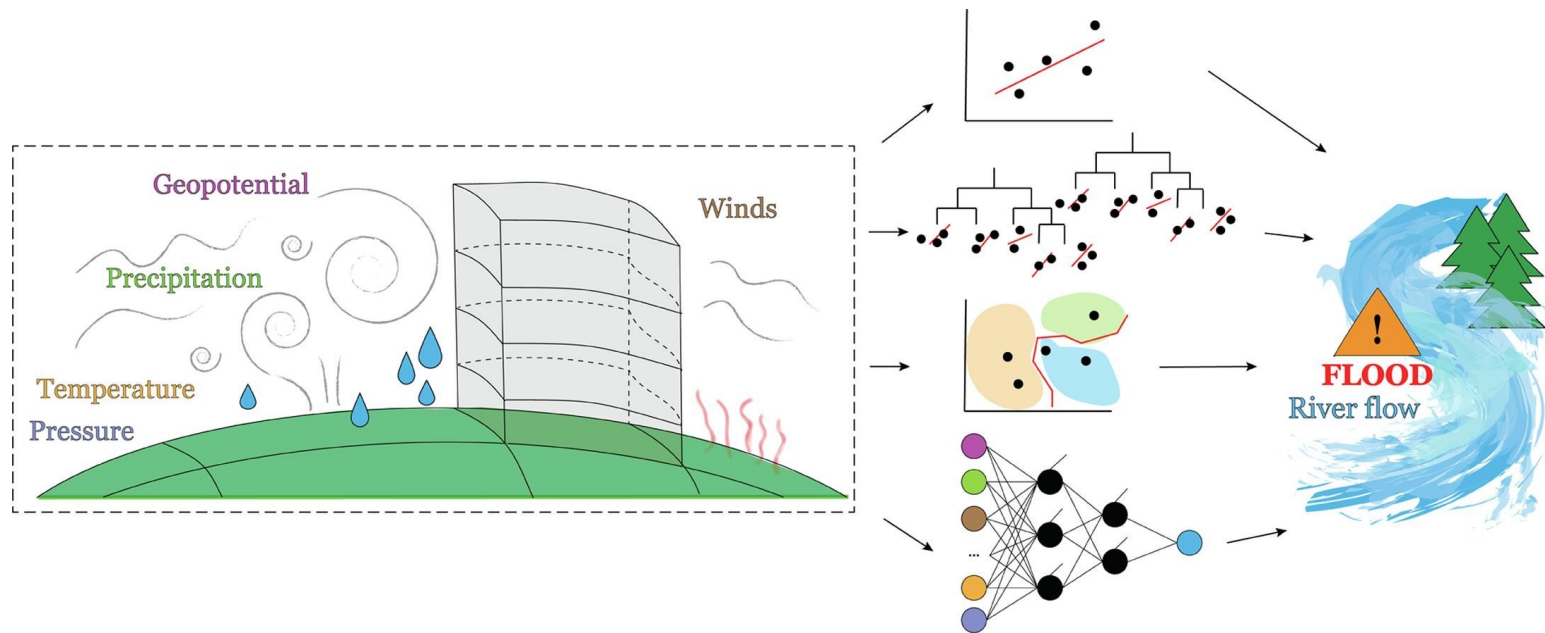 Geopotential
Winds
Precipitation
Temperature
Pressure
...
!
FLOOD
River flow